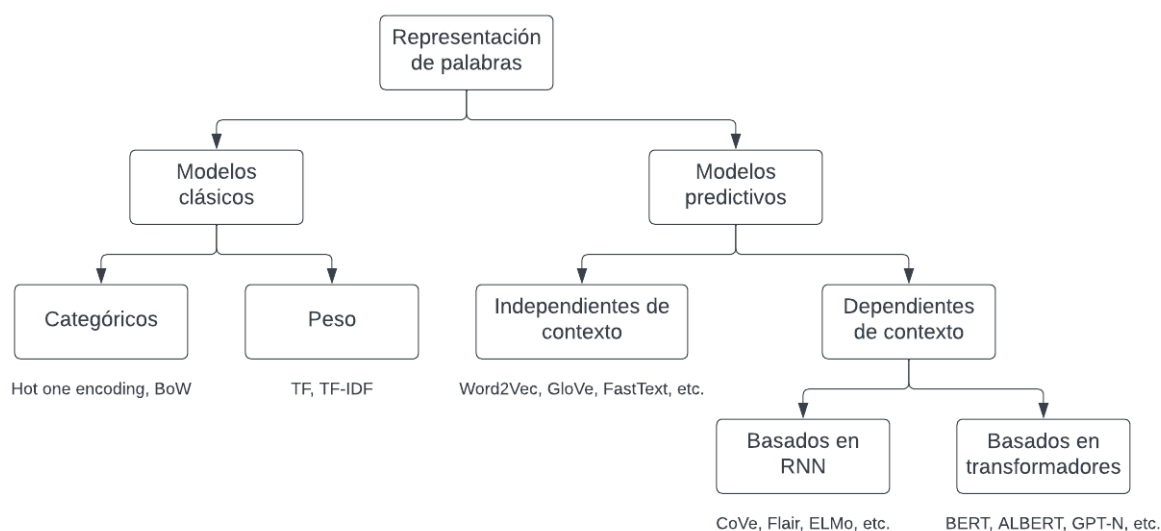 Representación
de palabras
Modelos
clásicos
Modelos
predictivos
Categóricos
Peso
Independientes de
contexto
Dependientes
de contexto
Hot one encoding, BoW
TF, TF-IDF
Word2Vec, GloVe, FastText, etc.
Basados en
RNN
Basados en
transformadores
CoVe, Flair, ELMo, etc.
BERT, ALBERT, GPT-N, etc.